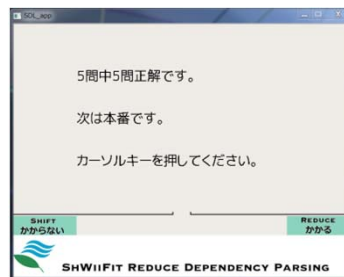 SDL_app
5問中5問正解です。
次は本番です。
カーソルキーを押してください。
SHIFT
かからない
REDUCE
かかる
SHWIIFIT REDUCE DEPENDENCY PARSING